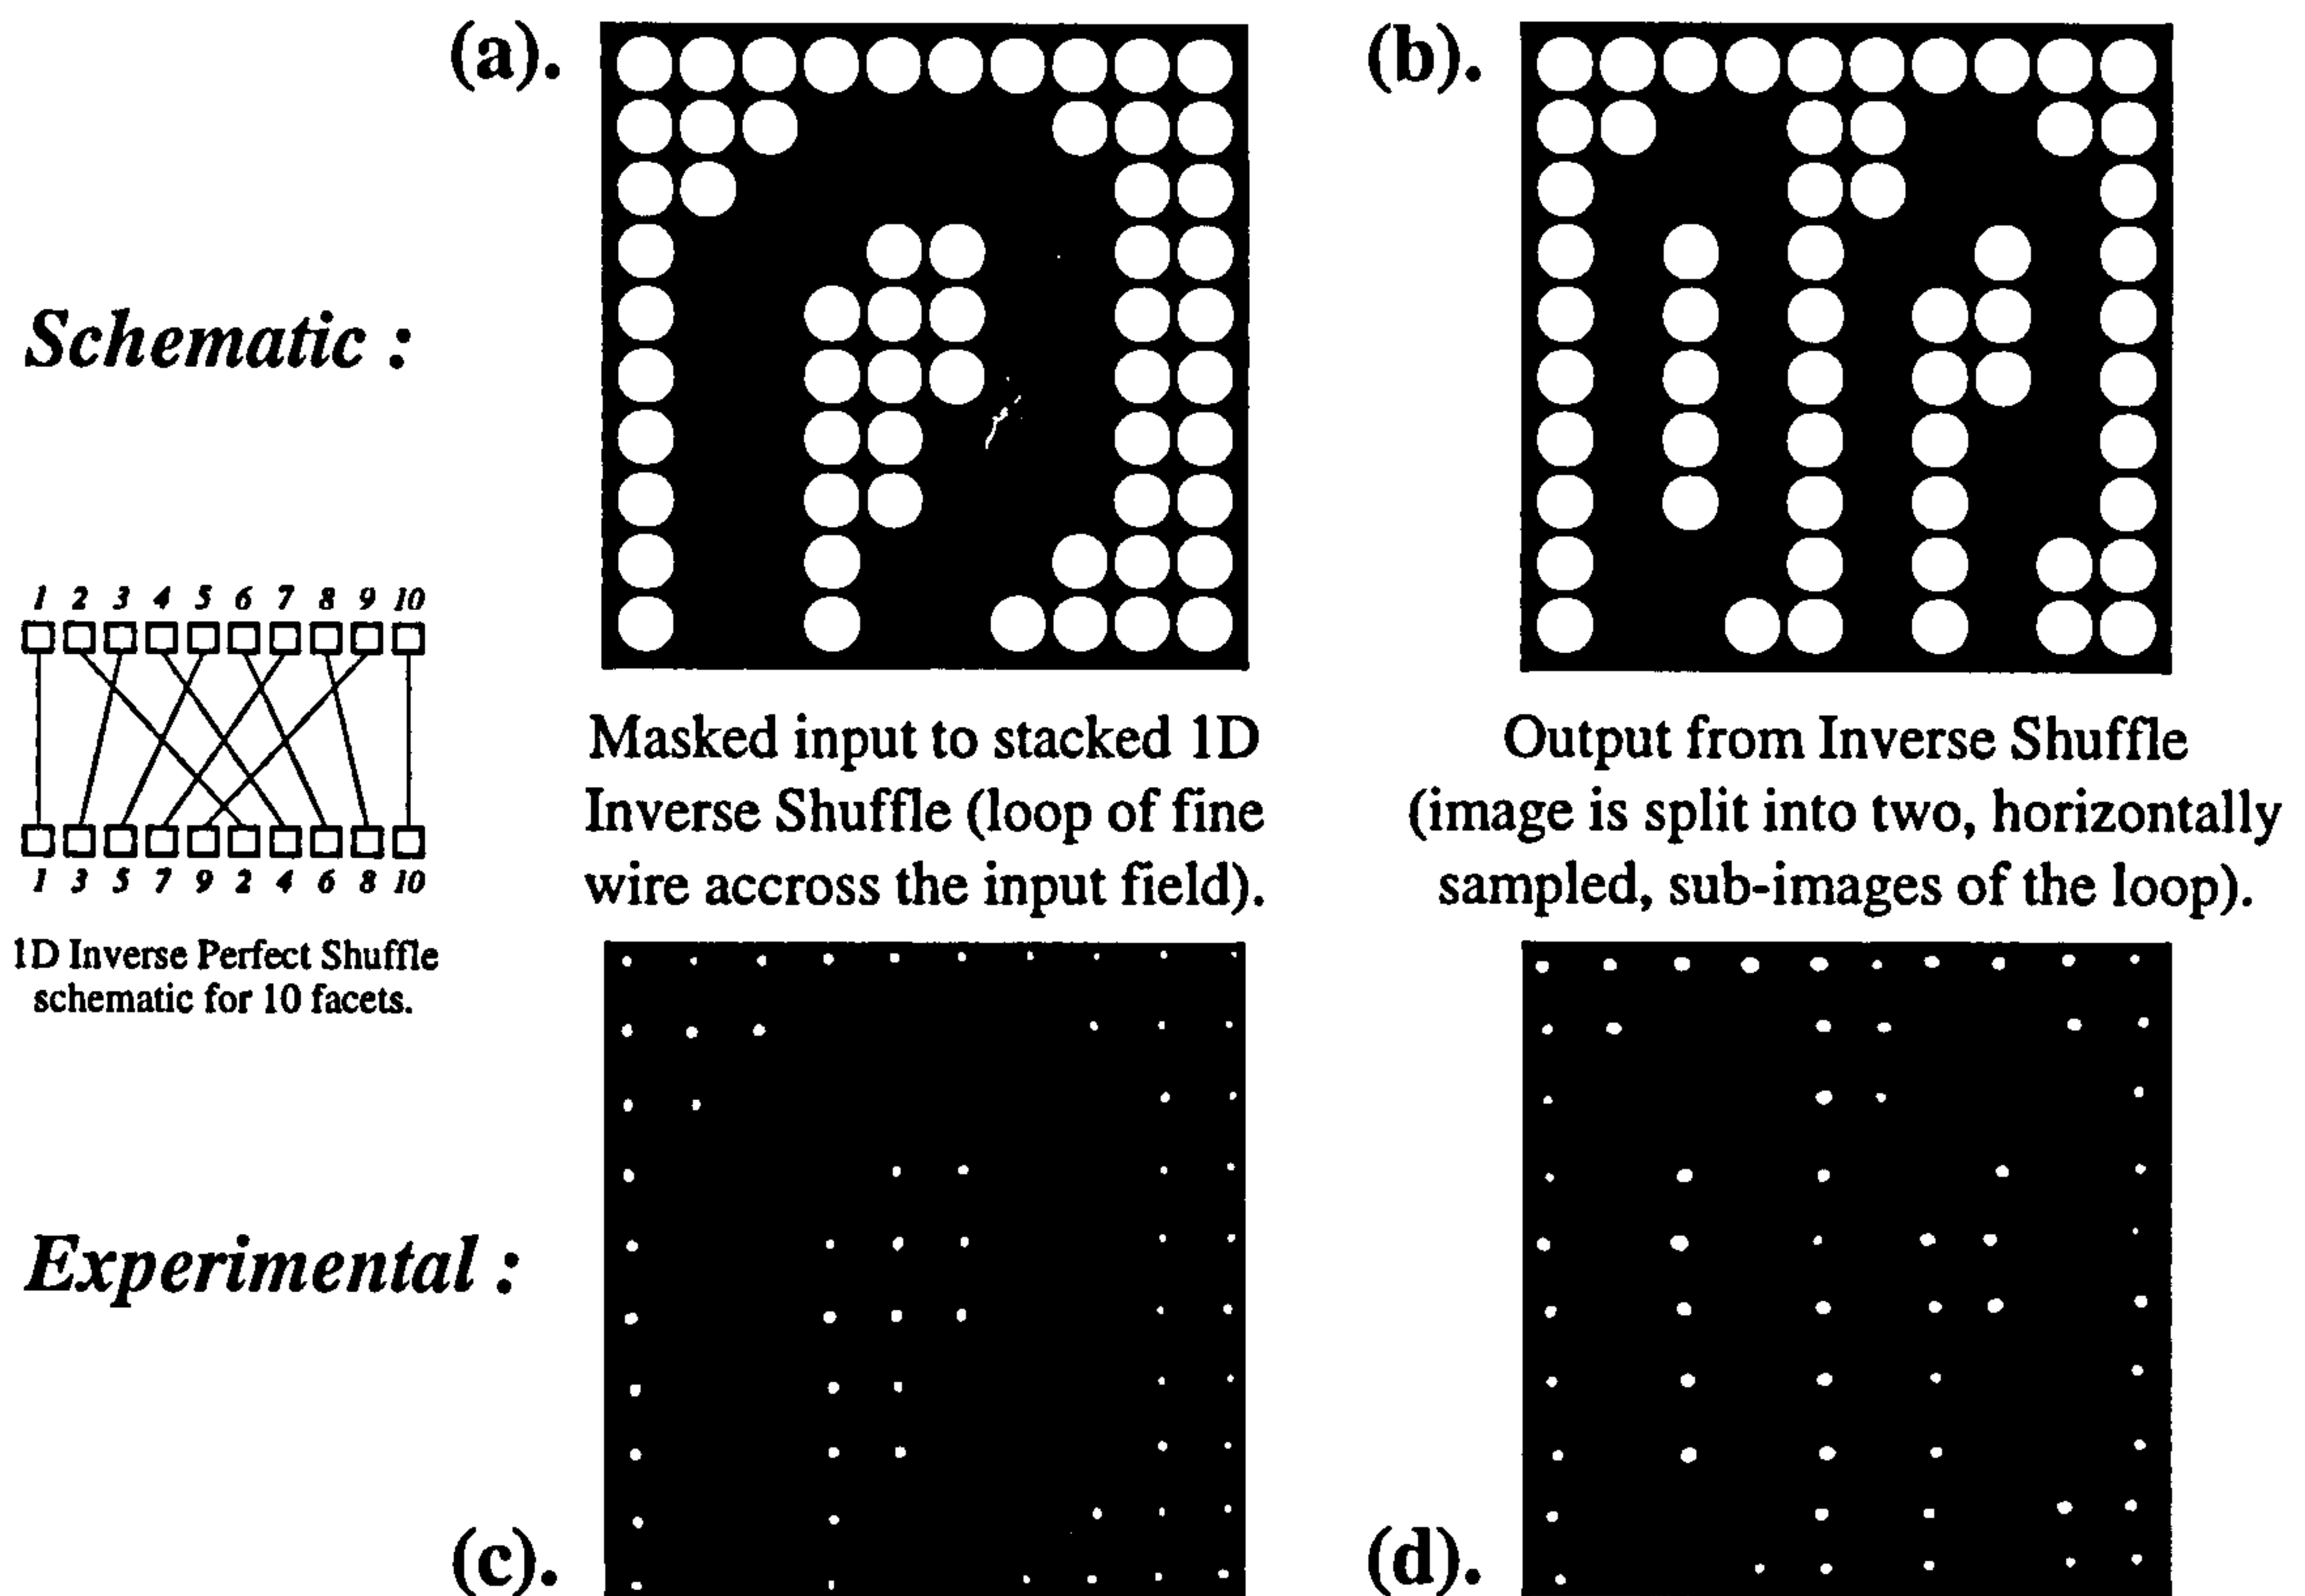 (a).
(b).
Schematic :
1 2 3 4 5 6 7 8 9 10
1 3 5 7 9 2 4 6 8 10
1D Inverse Perfect Shuffle
schematic for 10 facets.
Masked input to stacked 1D
Inverse Shuffle (loop of fine
wire accross the input field).
Output from Inverse Shuffle
(image is split into two, horizontally
sampled, sub-images of the loop).
Experimental :
(c).
(d).